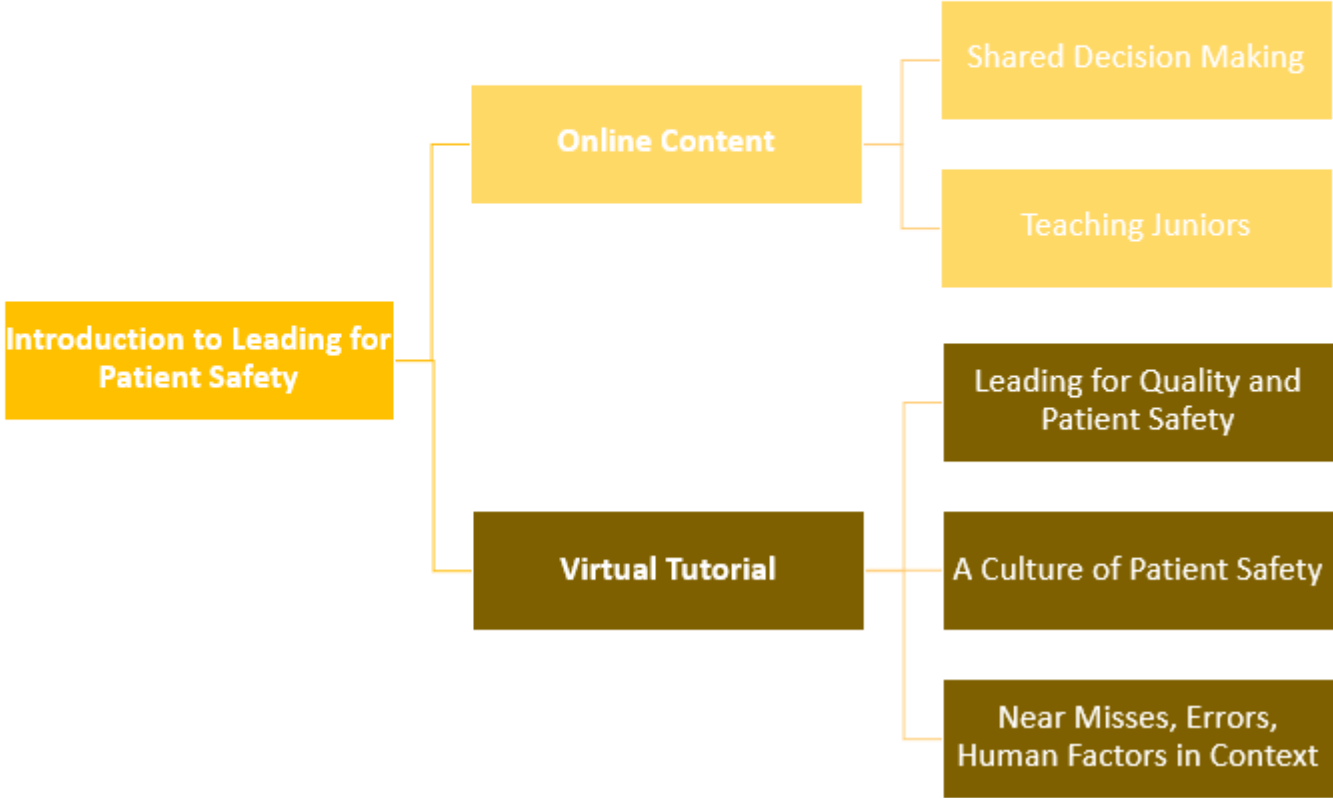 Introduction to Leading for
Patient Safety
Online Content
Shared Decision Making
Teaching Juniors
Virtual Tutorial
Leading for Quality and
Patient Safety
A Culture of Patient Safety
Near Misses, Errors,
Human Factors in Context